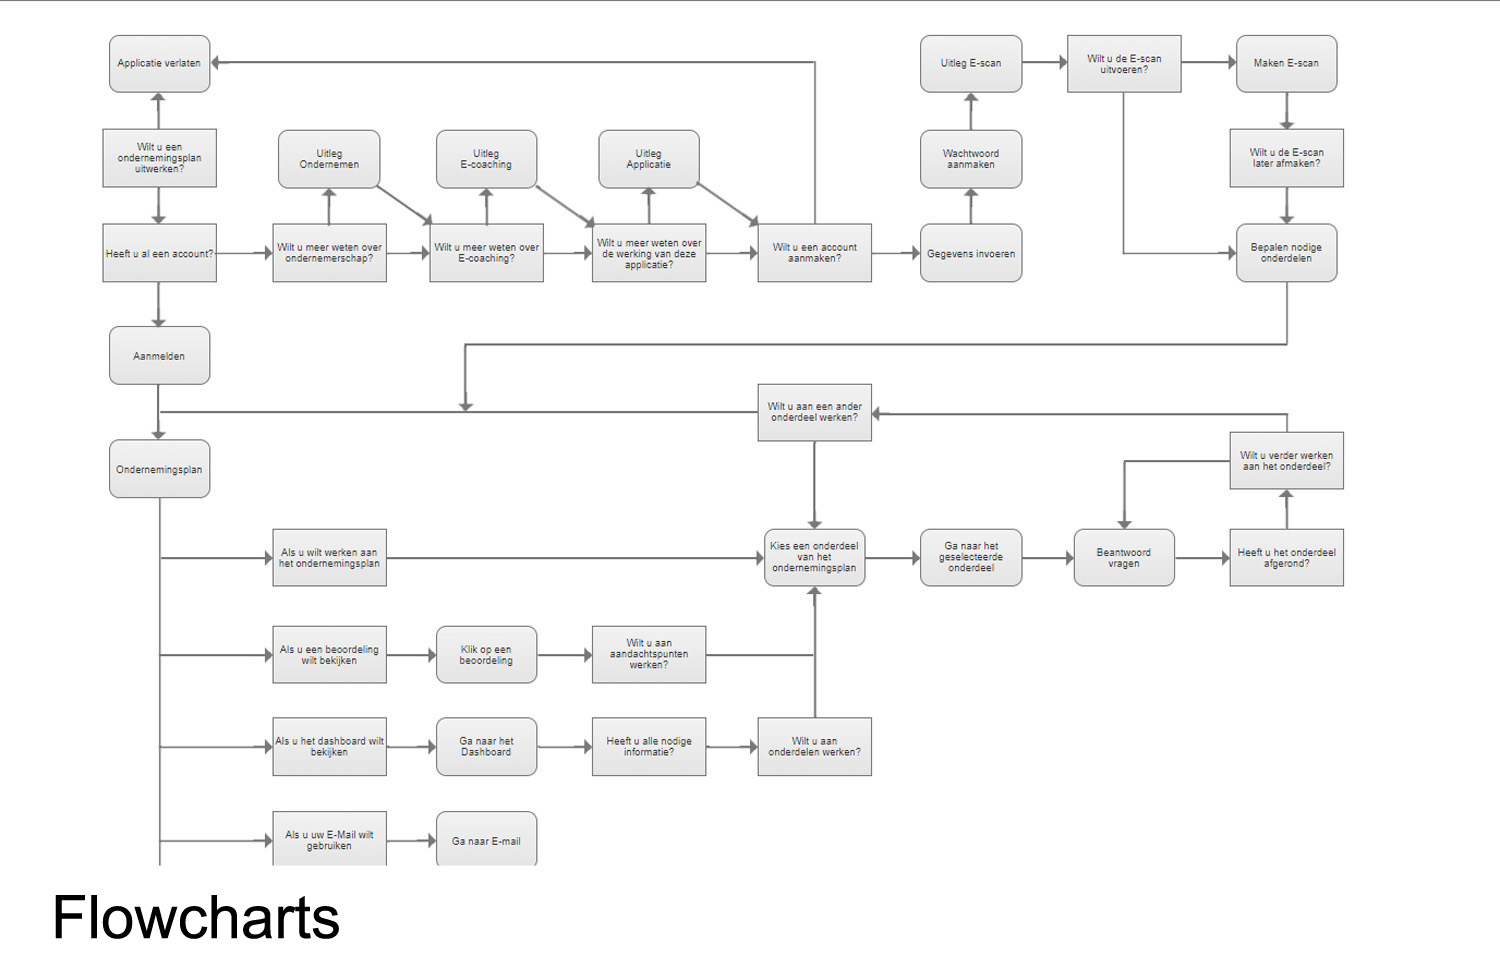 Applicatie verlaten
Uitleg E-scan
Wilt u de E-scan
uitvoeren?
Maken E-scan
Wilt u een
ondernemingsplan
uitwerken?
Uitleg
Ondernemen
Uitleg
E-coaching
Uitleg
Applicatie
Wachtwoord
aanmaken
Wilt u de E-scan
later afmaken?
Heeft u al een account?
Wilt u meer weten over
ondernemerschap?
Wilt u meer weten over
E-coaching?
Wilt u meer weten over
de werking van deze
applicatie?
Wilt u een account
aanmaken?
Gegevens invoeren
Bepalen nodige
onderdelen
Aanmelden
Wilt u aan een ander
onderdeel werken?
Ondernemingsplan
Wilt u verder werken
aan het onderdeel?
Als u wilt werken aan
het ondernemingsplan
Kies een onderdeel
van het
ondernemingsplan
Ga naar het
geselecteerde
onderdeel
Beantwoord
vragen
Heeft u het onderdeel
afgerond?
Als u een beoordeling
wilt bekijken
Klik op een
beoordeling
Wilt u aan
aandachtspunten
werken?
Als u het dashboard wilt
bekijken
Ga naar het
Dashboard
Heeft u alle nodige
informatie?
Wilt u aan
onderdelen werken?
Als u uw E-Mail wilt
gebruiken
Ga naar E-mail
Flowcharts